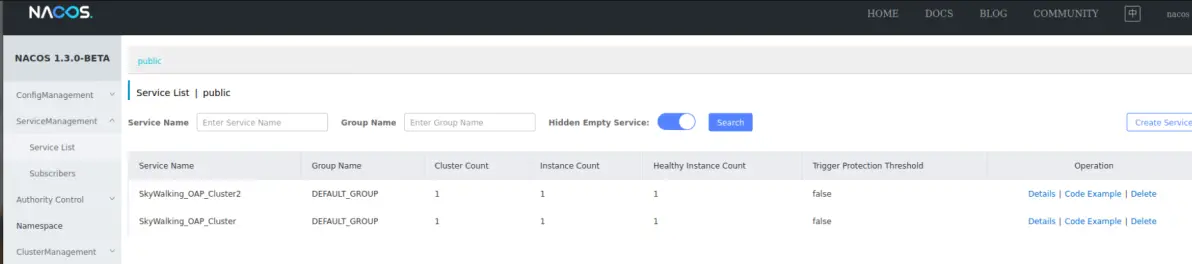 NACOS.
HOME DOCS BLOG COMMUNITY 中 nacos
NACOS 1.3.0-BETA
public
ConfigManagement
Service List | public
ServiceManagement
Service Name Enter Service Name Group Name Enter Group Name Hidden Empty Service: Search Create Service
Service List
Subscribers
Authority Control
Namespace
ClusterManagement
Service Name Group Name Cluster Count Instance Count Healthy Instance Count Trigger Protection Threshold Operation
SkyWalking_OAP_Cluster2 DEFAULT_GROUP 1 1 1 false Details | Code Example | Delete
SkyWalking_OAP_Cluster DEFAULT_GROUP 1 1 1 false Details | Code Example | Delete